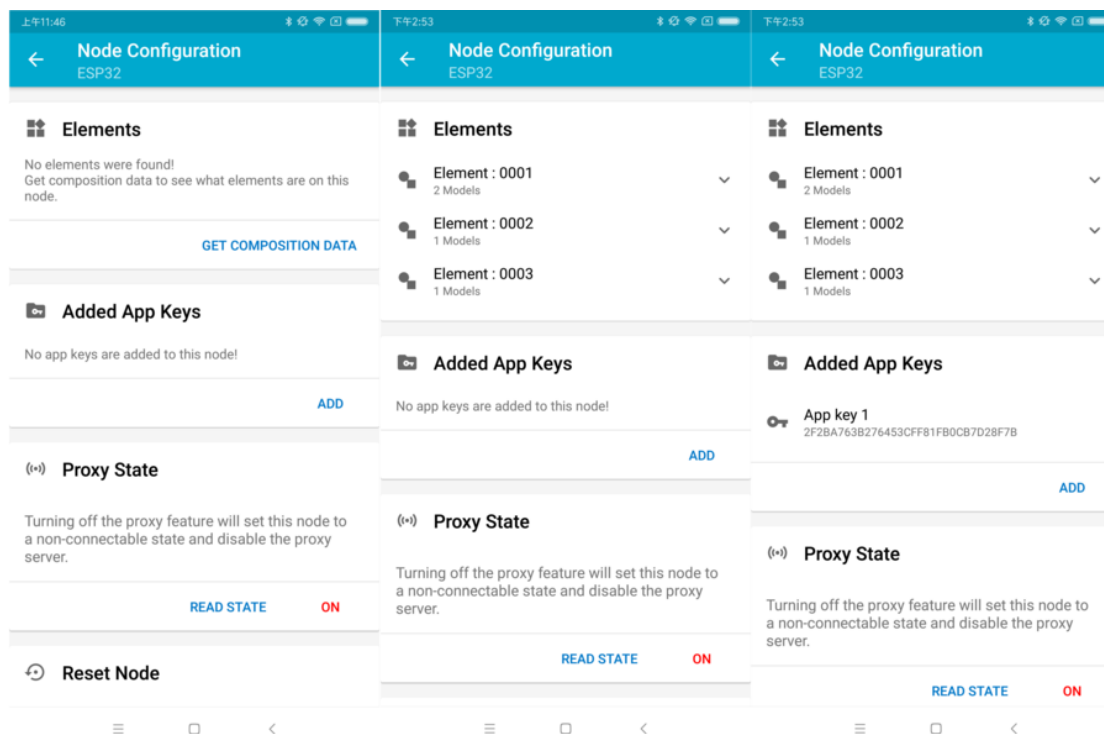 上午11:46
Node Configuration
ESP32
Elements
No elements were found!
Get composition data to see what elements are on this
node.
GET COMPOSITION DATA
Added App Keys
No app keys are added to this node!
ADD
Proxy State
Turning off the proxy feature will set this node to
a non-connectable state and disable the proxy
server.
READ STATE
ON
Reset Node
下午2:53
Node Configuration
ESP32
Elements
Element : 0001
2 Models
Element : 0002
1 Models
Element : 0003
1 Models
Added App Keys
No app keys are added to this node!
ADD
Proxy State
Turning off the proxy feature will set this node to
a non-connectable state and disable the proxy
server.
READ STATE
ON
下午2:53
Node Configuration
ESP32
Elements
Element : 0001
2 Models
Element : 0002
1 Models
Element : 0003
1 Models
Added App Keys
App key 1
2F2BA763B276453CFF81FB0CB7D28F7B
ADD
Proxy State
Turning off the proxy feature will set this node to
a non-connectable state and disable the proxy
server.
READ STATE
ON